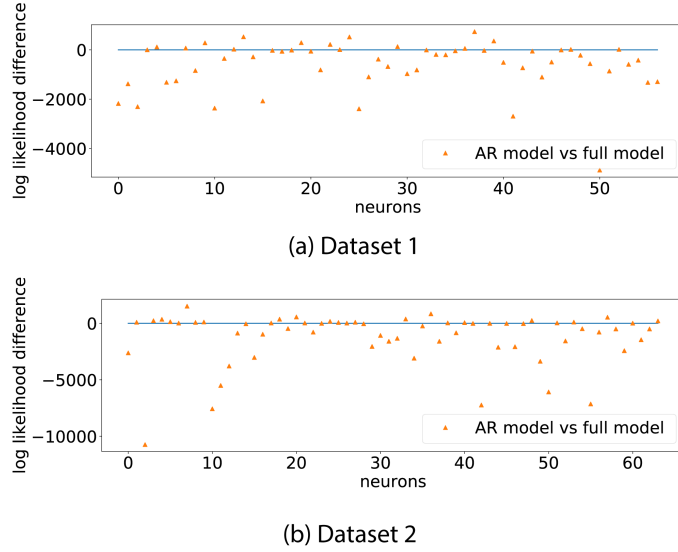 log likelihood difference
0
−2000
−4000
AR model vs full model
0 10 20 30 40 50
neurons
(a) Dataset 1
log likelihood difference
0
−5000
−10000
AR model vs full model
0 10 20 30 40 50 60
neurons
(b) Dataset 2